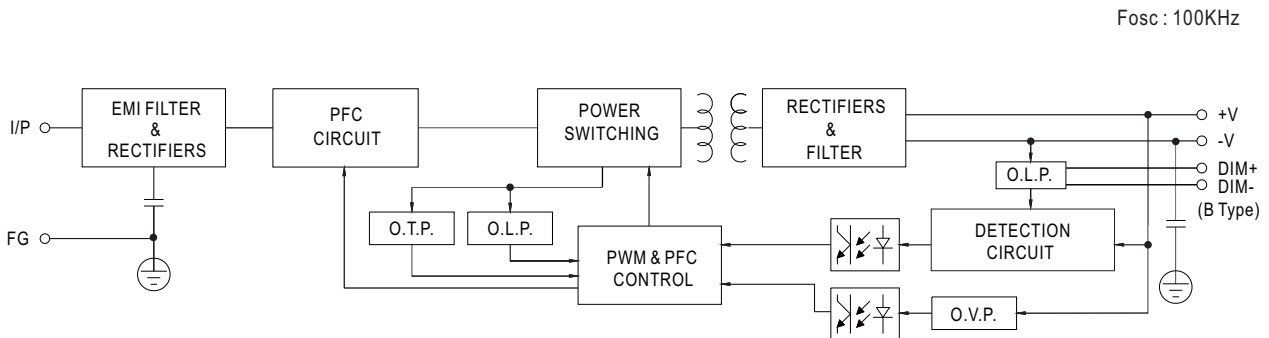 Fosc : 100KHz
I/P
EMI FILTER
&
RECTIFIERS
PFC
CIRCUIT
POWER
SWITCHING
RECTIFIERS
&
FILTER
+V
-V
DIM+
DIM-
(B Type)
O.L.P.
FG
O.T.P.
O.L.P.
PWM & PFC
CONTROL
DETECTION
CIRCUIT
O.V.P.